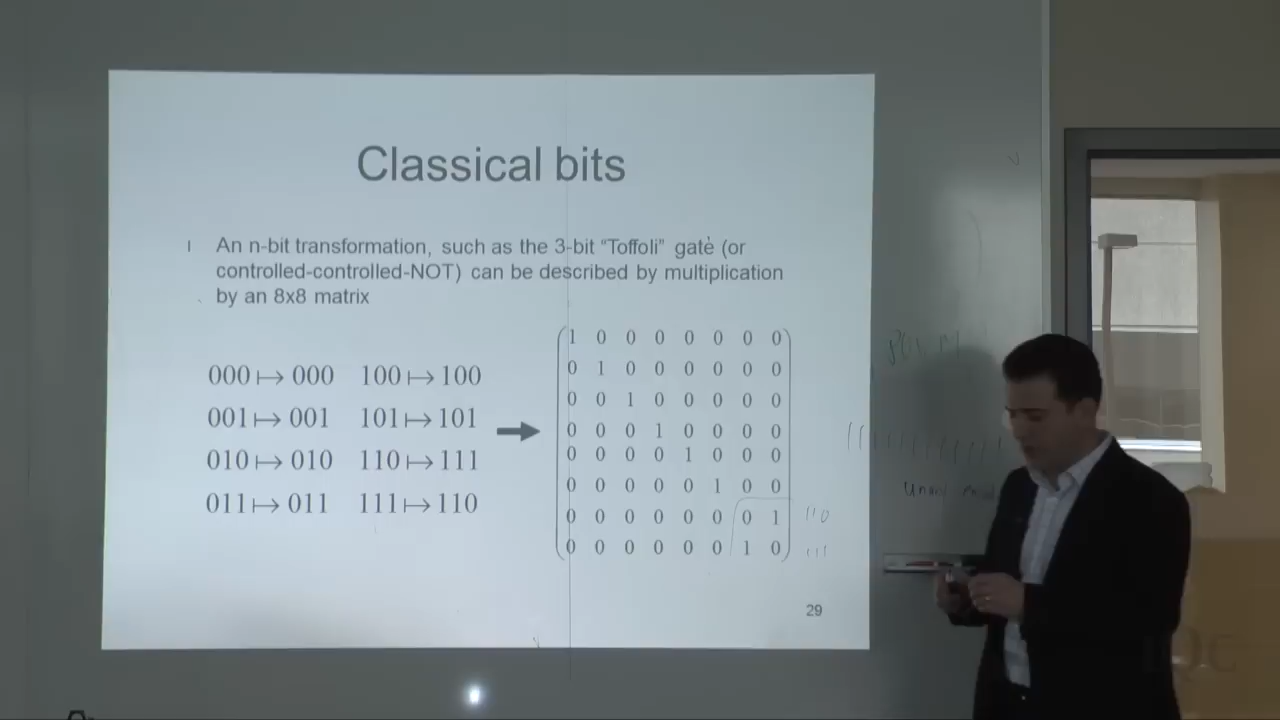 Classical bits
An n-bit transformation, such as the 3-bit “Toffoli” gate (or
controlled-controlled-NOT) can be described by multiplication
by an 8x8 matrix
000 ↦ 000 100 ↦ 100
001 ↦ 001 101 ↦ 101
010 ↦ 010 110 ↦ 111
011 ↦ 011 111 ↦ 110
1 0 0 0 0 0 0 0
0 1 0 0 0 0 0 0
0 0 1 0 0 0 0 0
0 0 0 1 0 0 0 0
0 0 0 0 1 0 0 0
0 0 0 0 0 1 0 0
0 0 0 0 0 0 0 1
0 0 0 0 0 0 1 0
110
111
29
IQC